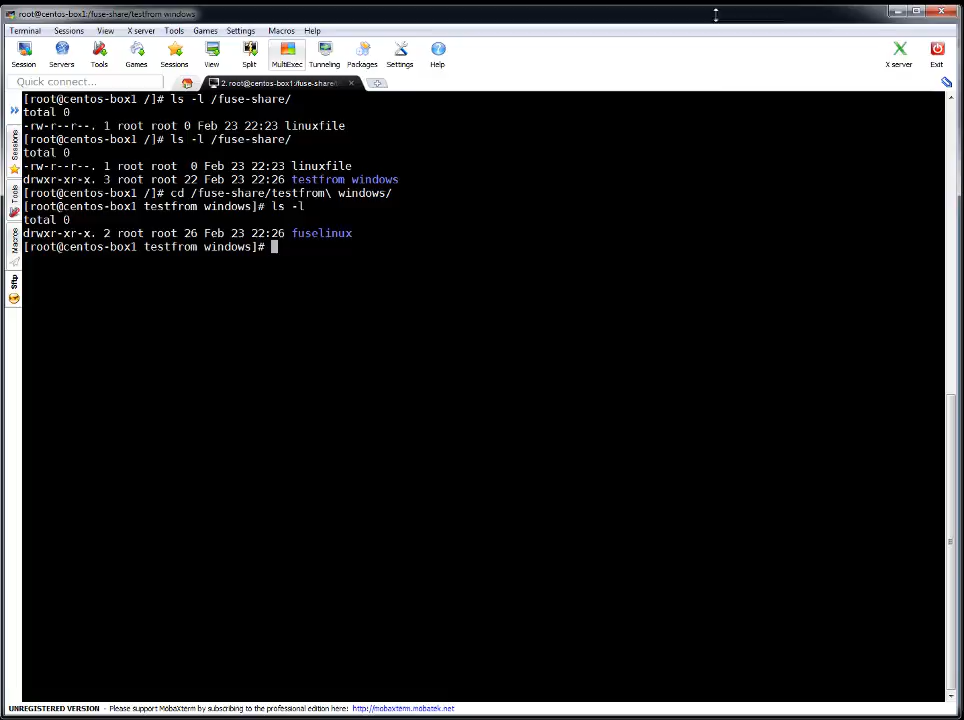 root@centos-box1:/fuse-share/testfrom windows
Terminal Sessions View X server Tools Games Settings Macros Help
Session Servers Tools Games Sessions View Split MultiExec Tunneling Packages Settings Help X server Exit
Quick connect... 2. root@centos-box1:/fuse-share/
[root@centos-box1 /]# ls -l /fuse-share/
total 0
-rw-r--r--. 1 root root 0 Feb 23 22:23 linuxfile
[root@centos-box1 /]# ls -l /fuse-share/
total 0
-rw-r--r--. 1 root root  0 Feb 23 22:23 linuxfile
drwxr-xr-x. 3 root root 22 Feb 23 22:26 testfrom windows
[root@centos-box1 /]# cd /fuse-share/testfrom\ windows/
[root@centos-box1 testfrom windows]# ls -l
total 0
drwxr-xr-x. 2 root root 26 Feb 23 22:26 fuselinux
[root@centos-box1 testfrom windows]#
Sessions
Tools
Macros
Sftp
UNREGISTERED VERSION - Please support MobaXterm by subscribing to the professional edition here: http://mobaxterm.mobatek.net